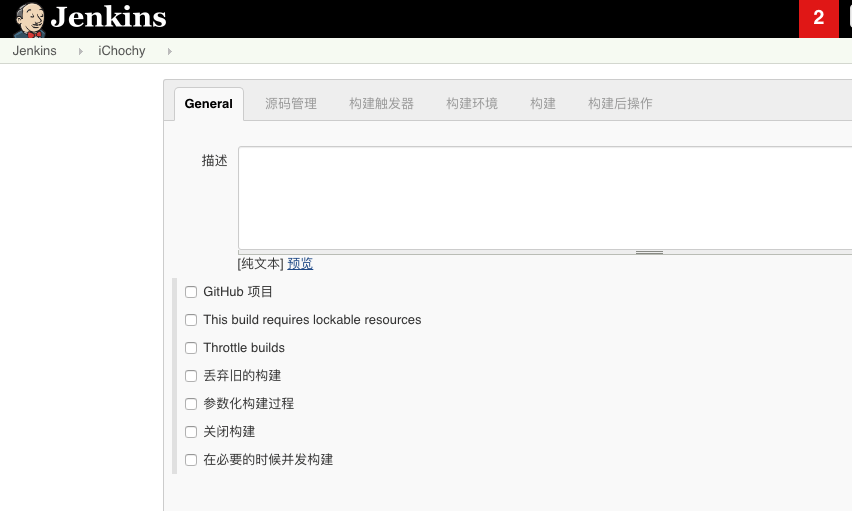 Jenkins
2
Jenkins iChochy
General 源码管理 构建触发器 构建环境 构建 构建后操作
描述
[纯文本] 预览
GitHub 项目
This build requires lockable resources
Throttle builds
丢弃旧的构建
参数化构建过程
关闭构建
在必要的时候并发构建